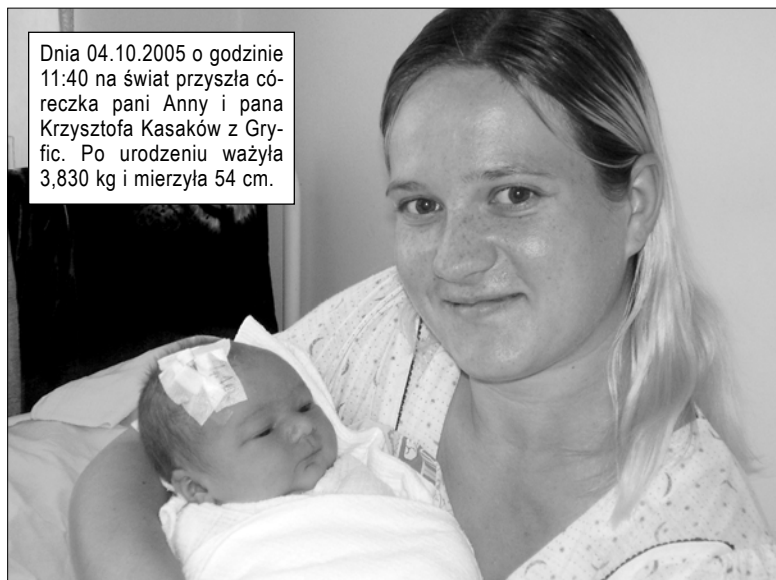 Dnia 04.10.2005 o godzinie
11:40 na świat przyszła có-
reczka pani Anny i pana
Krzysztofa Kasaków z Gry-
fic. Po urodzeniu ważyła
3,830 kg i mierzyła 54 cm.